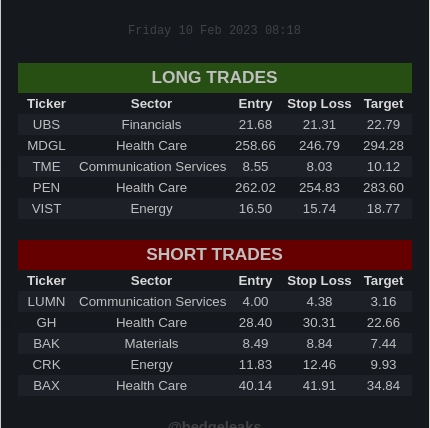 Friday 10 Feb 2023 08:18
LONG TRADES
Ticker Sector Entry Stop Loss Target
UBS Financials 21.68 21.31 22.79
MDGL Health Care 258.66 246.79 294.28
TME Communication Services 8.55 8.03 10.12
PEN Health Care 262.02 254.83 283.60
VIST Energy 16.50 15.74 18.77
SHORT TRADES
Ticker Sector Entry Stop Loss Target
LUMN Communication Services 4.00 4.38 3.16
GH Health Care 28.40 30.31 22.66
BAK Materials 8.49 8.84 7.44
CRK Energy 11.83 12.46 9.93
BAX Health Care 40.14 41.91 34.84
@hedgeleaks